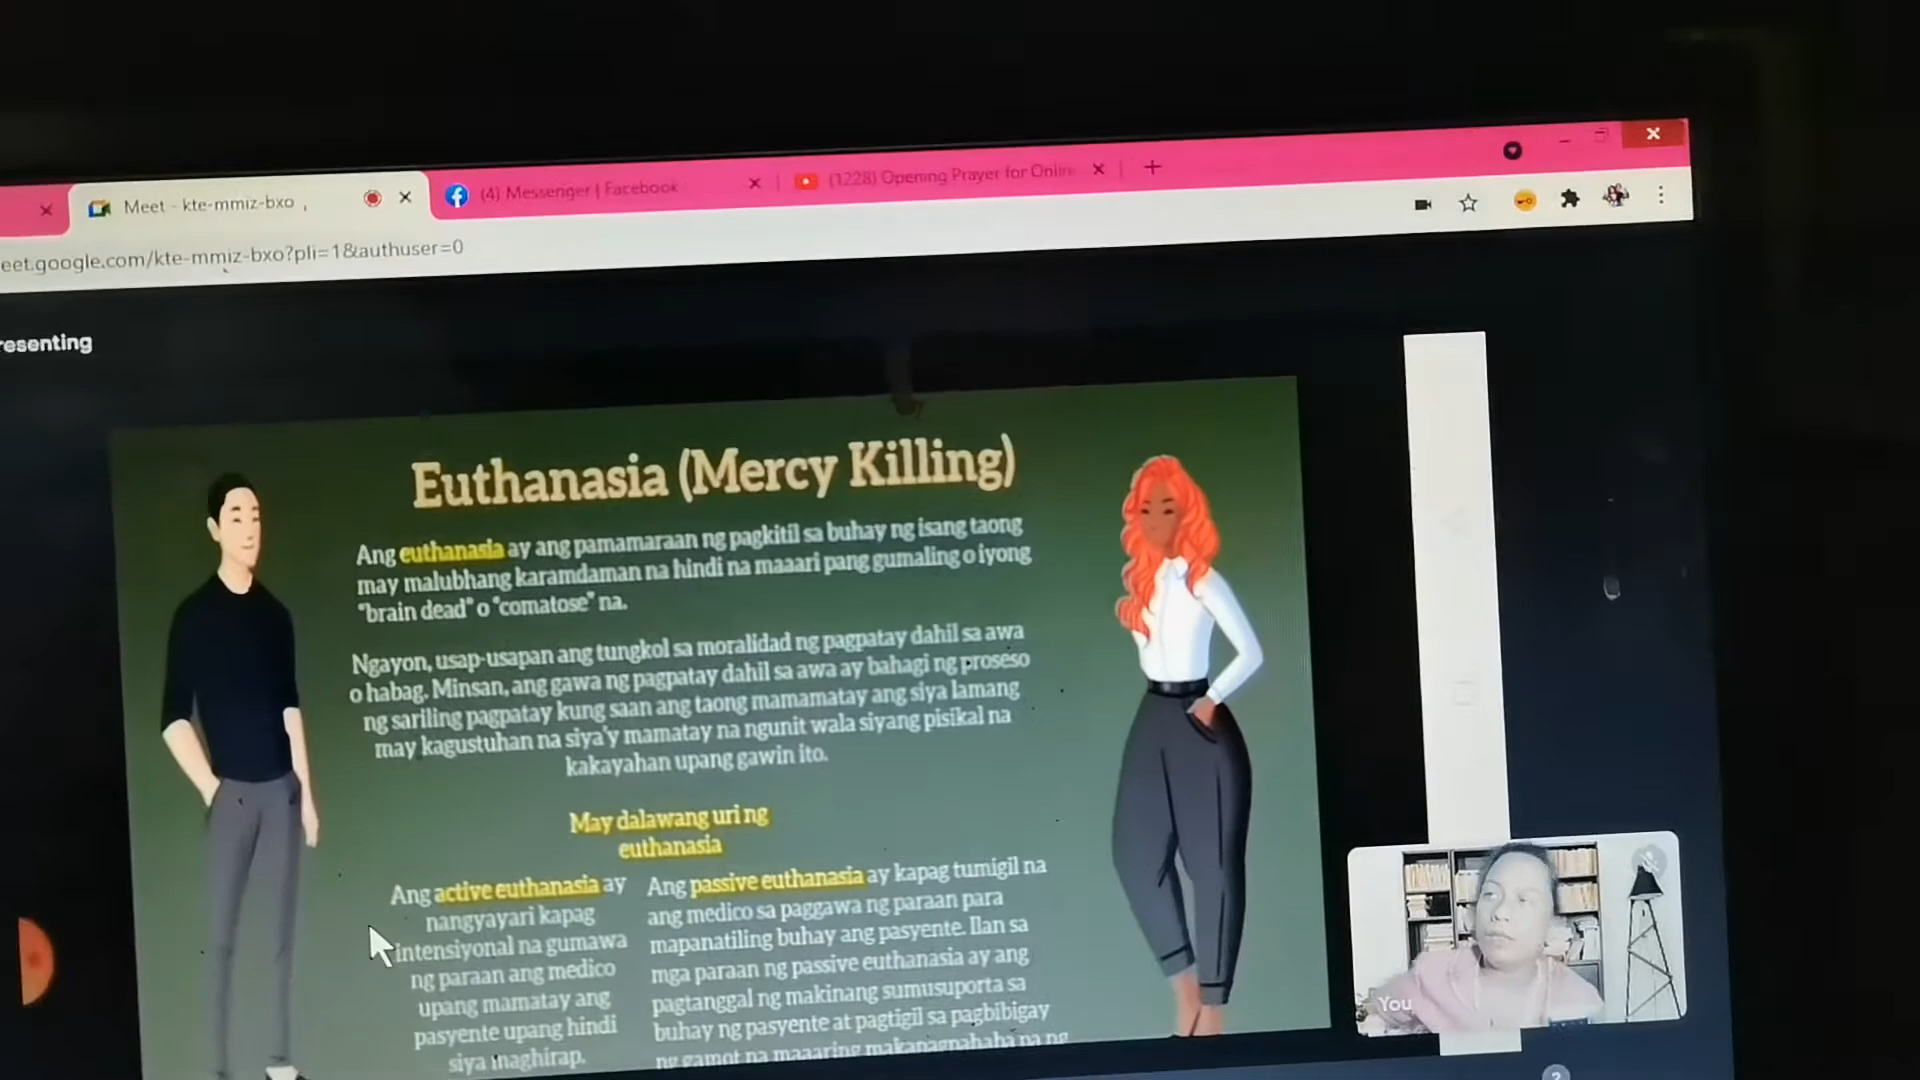 Meet - kte-mmiz-bxo
(4) Messenger | Facebook
(1228) Opening Prayer for Onlin
eet.google.com/kte-mmiz-bxo?pli=1&authuser=0
resenting
Euthanasia (Mercy Killing)
Ang euthanasia ay ang pamamaraan ng pagkitil sa buhay ng isang taong
may malubhang karamdaman na hindi na maaari pang gumaling o iyong
"brain dead" o "comatose" na.
Ngayon, usap-usapan ang tungkol sa moralidad ng pagpatay dahil sa awa
o habag. Minsan, ang gawa ng pagpatay dahil sa awa ay bahagi ng proseso
ng sariling pagpatay kung saan ang taong mamamatay ang siya lamang
may kagustuhan na siya'y mamatay na ngunit wala siyang pisikal na
kakayahan upang gawin ito.
May dalawang uri ng
euthanasia
Ang active euthanasia ay
nangyayari kapag
intensiyonal na gumawa
ng paraan ang medico
upang mamatay ang
pasyente upang hindi
siya maghirap.
Ang passive euthanasia ay kapag tumigil na
ang medico sa paggawa ng paraan para
mapanatiling buhay ang pasyente. Ilan sa
mga paraan ng passive euthanasia ay ang
pagtanggal ng makinang sumusuporta sa
buhay ng pasyente at pagtigil sa pagbibigay
ng gamot na maaaring makapagpahaba pa ng
You